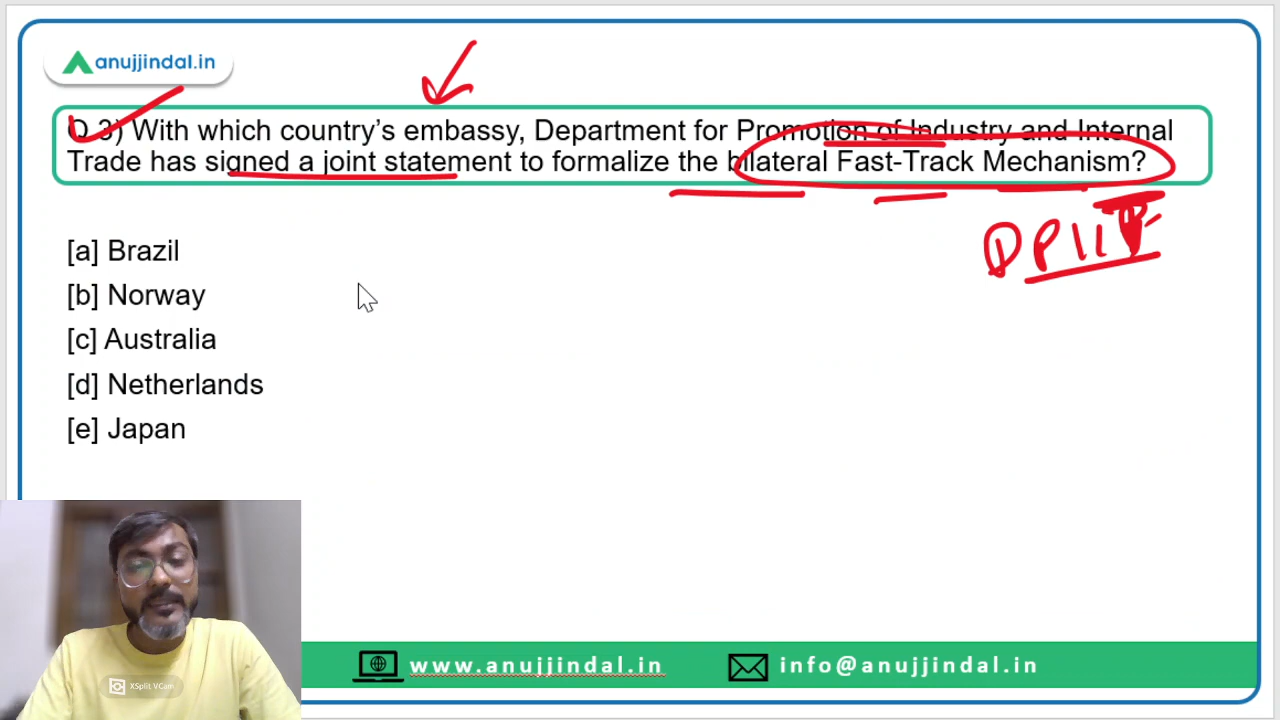 anujjindal.in
Q.3) With which country's embassy, Department for Promotion of Industry and Internal
Trade has signed a joint statement to formalize the bilateral Fast-Track Mechanism?
DPIIT
[a] Brazil
[b] Norway
[c] Australia
[d] Netherlands
[e] Japan
XSplit VCam
www.anujjindal.in
info@anujjindal.in